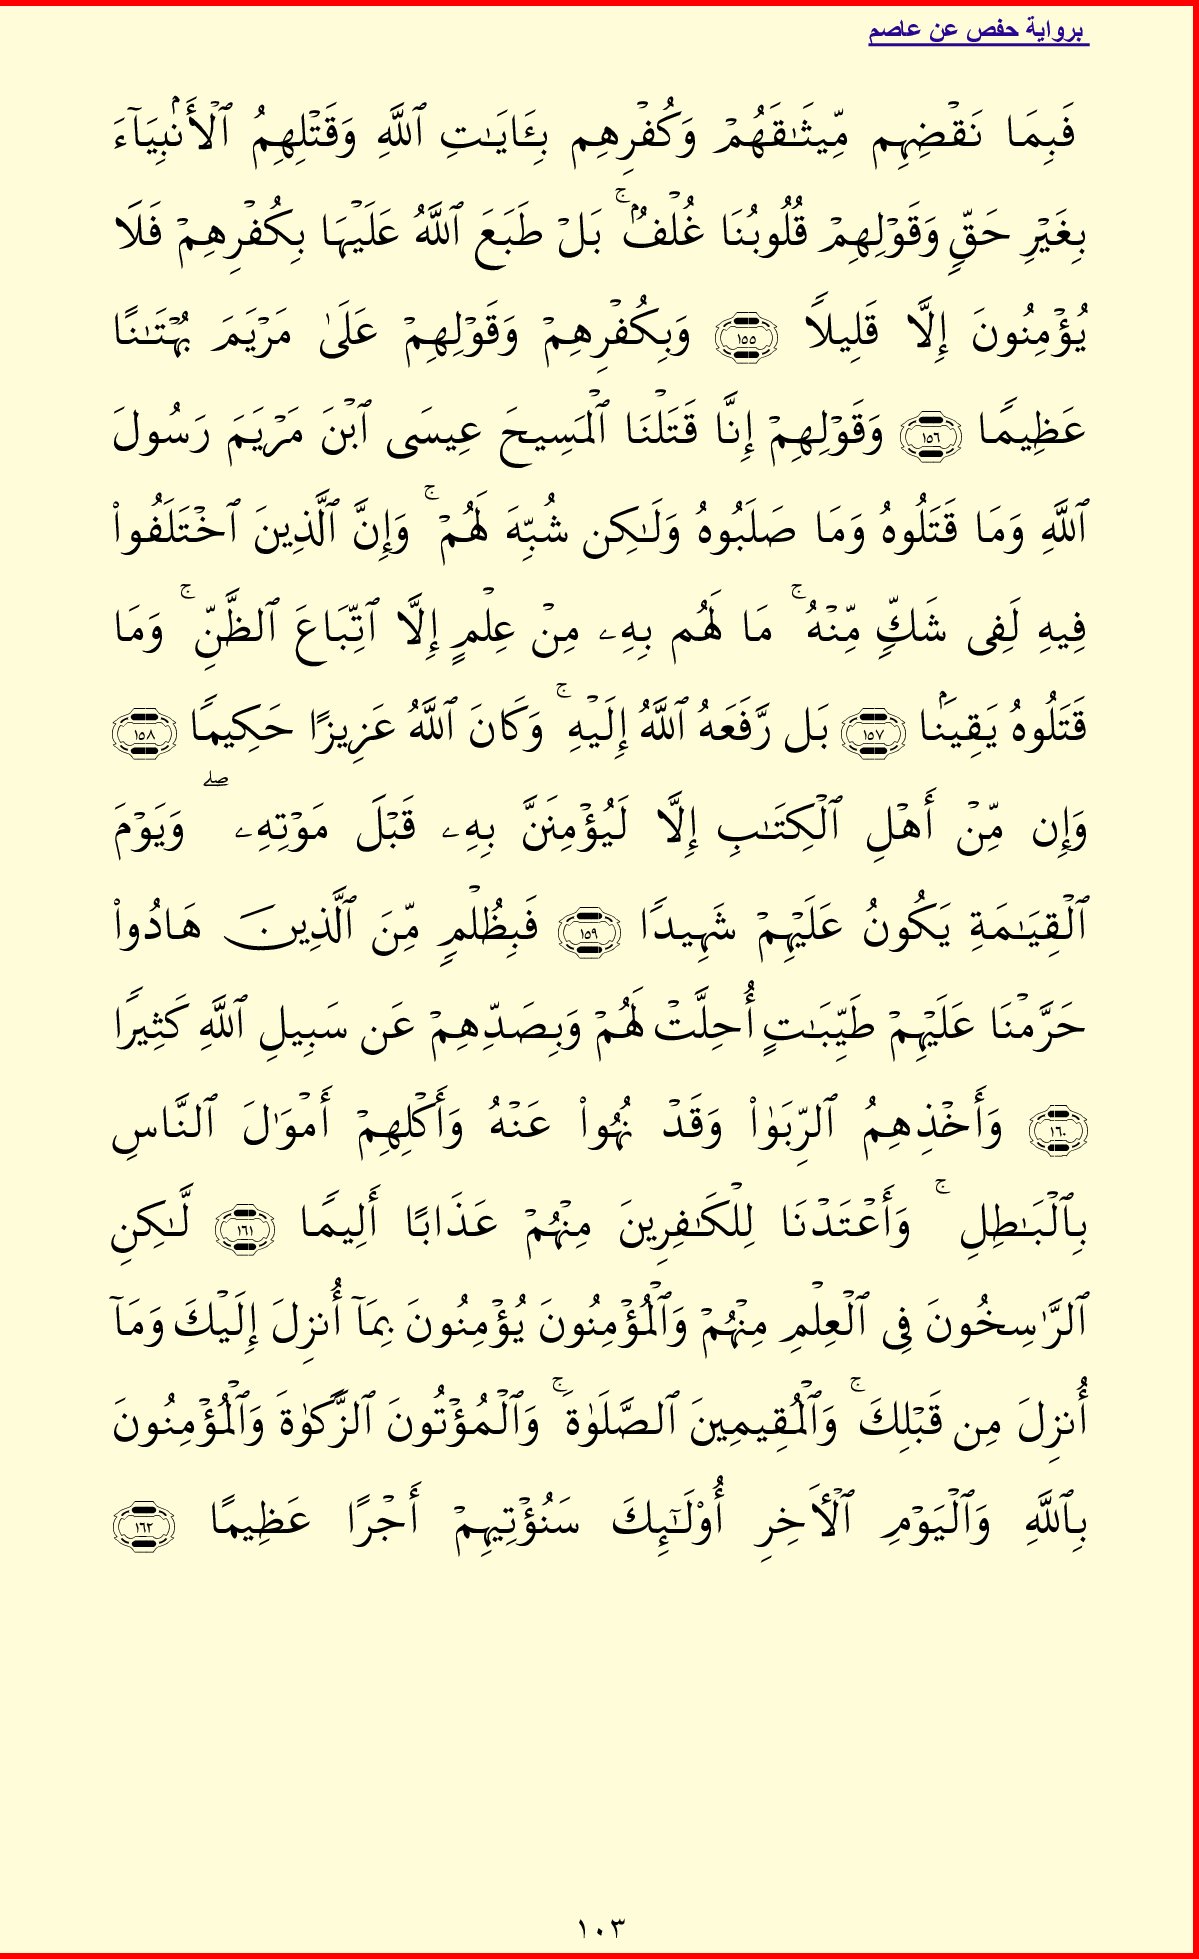 برواية حفص عن عاصم
فَبِمَا نَقۡضِهِم مِّيثَٰقَهُمۡ وَكُفۡرِهِم بِـَٔايَٰتِ ٱللَّهِ وَقَتۡلِهِمُ ٱلۡأَنۢبِيَآءَ
بِغَيۡرِ حَقّٖ وَقَوۡلِهِمۡ قُلُوبُنَا غُلۡفُۢۚ بَلۡ طَبَعَ ٱللَّهُ عَلَيۡهَا بِكُفۡرِهِمۡ فَلَا
يُؤۡمِنُونَ إِلَّا قَلِيلٗا ١٥٥ وَبِكُفۡرِهِمۡ وَقَوۡلِهِمۡ عَلَىٰ مَرۡيَمَ بُهۡتَٰنًا
عَظِيمٗا ١٥٦ وَقَوۡلِهِمۡ إِنَّا قَتَلۡنَا ٱلۡمَسِيحَ عِيسَى ٱبۡنَ مَرۡيَمَ رَسُولَ
ٱللَّهِ وَمَا قَتَلُوهُ وَمَا صَلَبُوهُ وَلَٰكِن شُبِّهَ لَهُمۡۚ وَإِنَّ ٱلَّذِينَ ٱخۡتَلَفُواْ
فِيهِ لَفِي شَكّٖ مِّنۡهُۚ مَا لَهُم بِهِۦ مِنۡ عِلۡمٍ إِلَّا ٱتِّبَاعَ ٱلظَّنِّۚ وَمَا
قَتَلُوهُ يَقِينَۢا ١٥٧ بَل رَّفَعَهُ ٱللَّهُ إِلَيۡهِۚ وَكَانَ ٱللَّهُ عَزِيزًا حَكِيمٗا ١٥٨
وَإِن مِّنۡ أَهۡلِ ٱلۡكِتَٰبِ إِلَّا لَيُؤۡمِنَنَّ بِهِۦ قَبۡلَ مَوۡتِهِۦۖ وَيَوۡمَ
ٱلۡقِيَٰمَةِ يَكُونُ عَلَيۡهِمۡ شَهِيدٗا ١٥٩ فَبِظُلۡمٖ مِّنَ ٱلَّذِينَ هَادُواْ
حَرَّمۡنَا عَلَيۡهِمۡ طَيِّبَٰتٍ أُحِلَّتۡ لَهُمۡ وَبِصَدِّهِمۡ عَن سَبِيلِ ٱللَّهِ كَثِيرٗا
١٦٠ وَأَخۡذِهِمُ ٱلرِّبَوٰاْ وَقَدۡ نُهُواْ عَنۡهُ وَأَكۡلِهِمۡ أَمۡوَٰلَ ٱلنَّاسِ
بِٱلۡبَٰطِلِۚ وَأَعۡتَدۡنَا لِلۡكَٰفِرِينَ مِنۡهُمۡ عَذَابًا أَلِيمٗا ١٦١ لَّٰكِنِ
ٱلرَّٰسِخُونَ فِي ٱلۡعِلۡمِ مِنۡهُمۡ وَٱلۡمُؤۡمِنُونَ يُؤۡمِنُونَ بِمَآ أُنزِلَ إِلَيۡكَ وَمَآ
أُنزِلَ مِن قَبۡلِكَۚ وَٱلۡمُقِيمِينَ ٱلصَّلَوٰةَۚ وَٱلۡمُؤۡتُونَ ٱلزَّكَوٰةَ وَٱلۡمُؤۡمِنُونَ
بِٱللَّهِ وَٱلۡيَوۡمِ ٱلۡأٓخِرِ أُوْلَٰٓئِكَ سَنُؤۡتِيهِمۡ أَجۡرًا عَظِيمًا ١٦٢
١٠٣